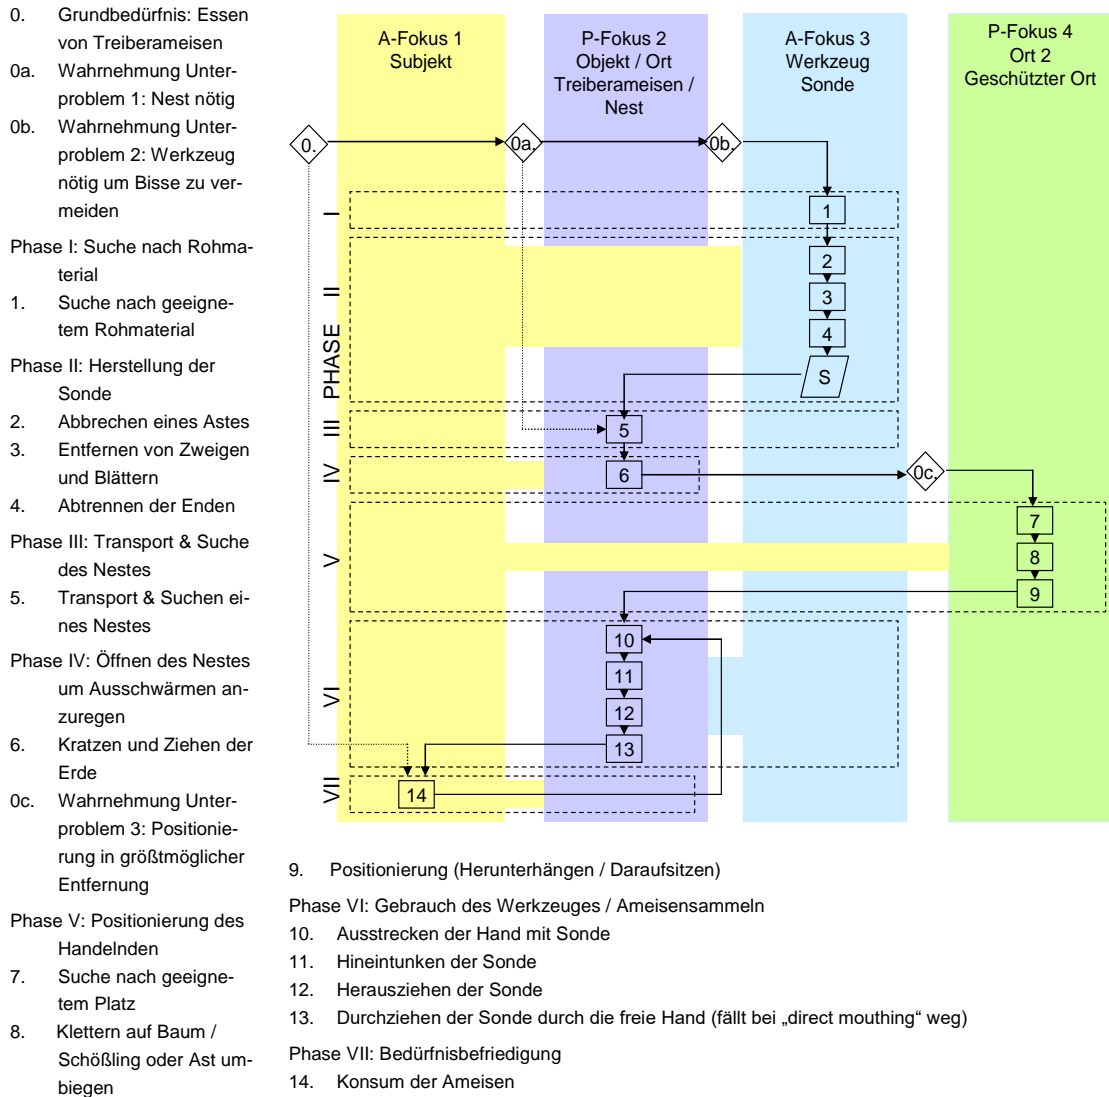 0. Grundbedürfnis: Essen
von Treiberameisen
0a. Wahrnehmung Unter-
problem 1: Nest nötig
0b. Wahrnehmung Unter-
problem 2: Werkzeug
nötig um Bisse zu ver-
meiden
Phase I: Suche nach Rohma-
terial
1. Suche nach geeigne-
tem Rohmaterial
Phase II: Herstellung der
Sonde
2. Abbrechen eines Astes
3. Entfernen von Zweigen
und Blättern
4. Abtrennen der Enden
Phase III: Transport & Suche
des Nestes
5. Transport & Suchen ei-
nes Nestes
Phase IV: Öffnen des Nestes
um Ausschwärmen an-
zuregen
6. Kratzen und Ziehen der
Erde
0c. Wahrnehmung Unter-
problem 3: Positionie-
rung in größtmöglicher
Entfernung
Phase V: Positionierung des
Handelnden
7. Suche nach geeigne-
tem Platz
8. Klettern auf Baum /
Schößling oder Ast um-
biegen
A-Fokus 1
Subjekt
P-Fokus 2
Objekt / Ort
Treiberameisen /
Nest
A-Fokus 3
Werkzeug
Sonde
P-Fokus 4
Ort 2
Geschützter Ort
0.
0a.
0b.
PHASE
I
1
II
2
3
4
S
III
5
IV
6
0c.
V
7
8
9
VI
10
11
12
13
VII
14
9. Positionierung (Herunterhängen / Daraufsitzen)
Phase VI: Gebrauch des Werkzeuges / Ameisensammeln
10. Ausstrecken der Hand mit Sonde
11. Hineintunken der Sonde
12. Herausziehen der Sonde
13. Durchziehen der Sonde durch die freie Hand (fällt bei „direct mouthing“ weg)
Phase VII: Bedürfnisbefriedigung
14. Konsum der Ameisen